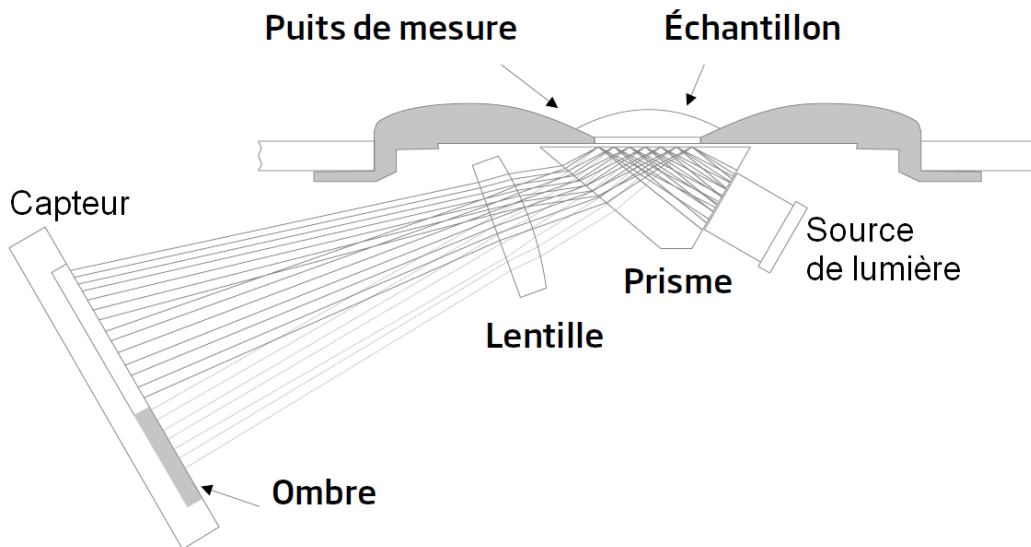 Puits de mesure
Échantillon
Capteur
Source
de lumière
Prisme
Lentille
Ombre